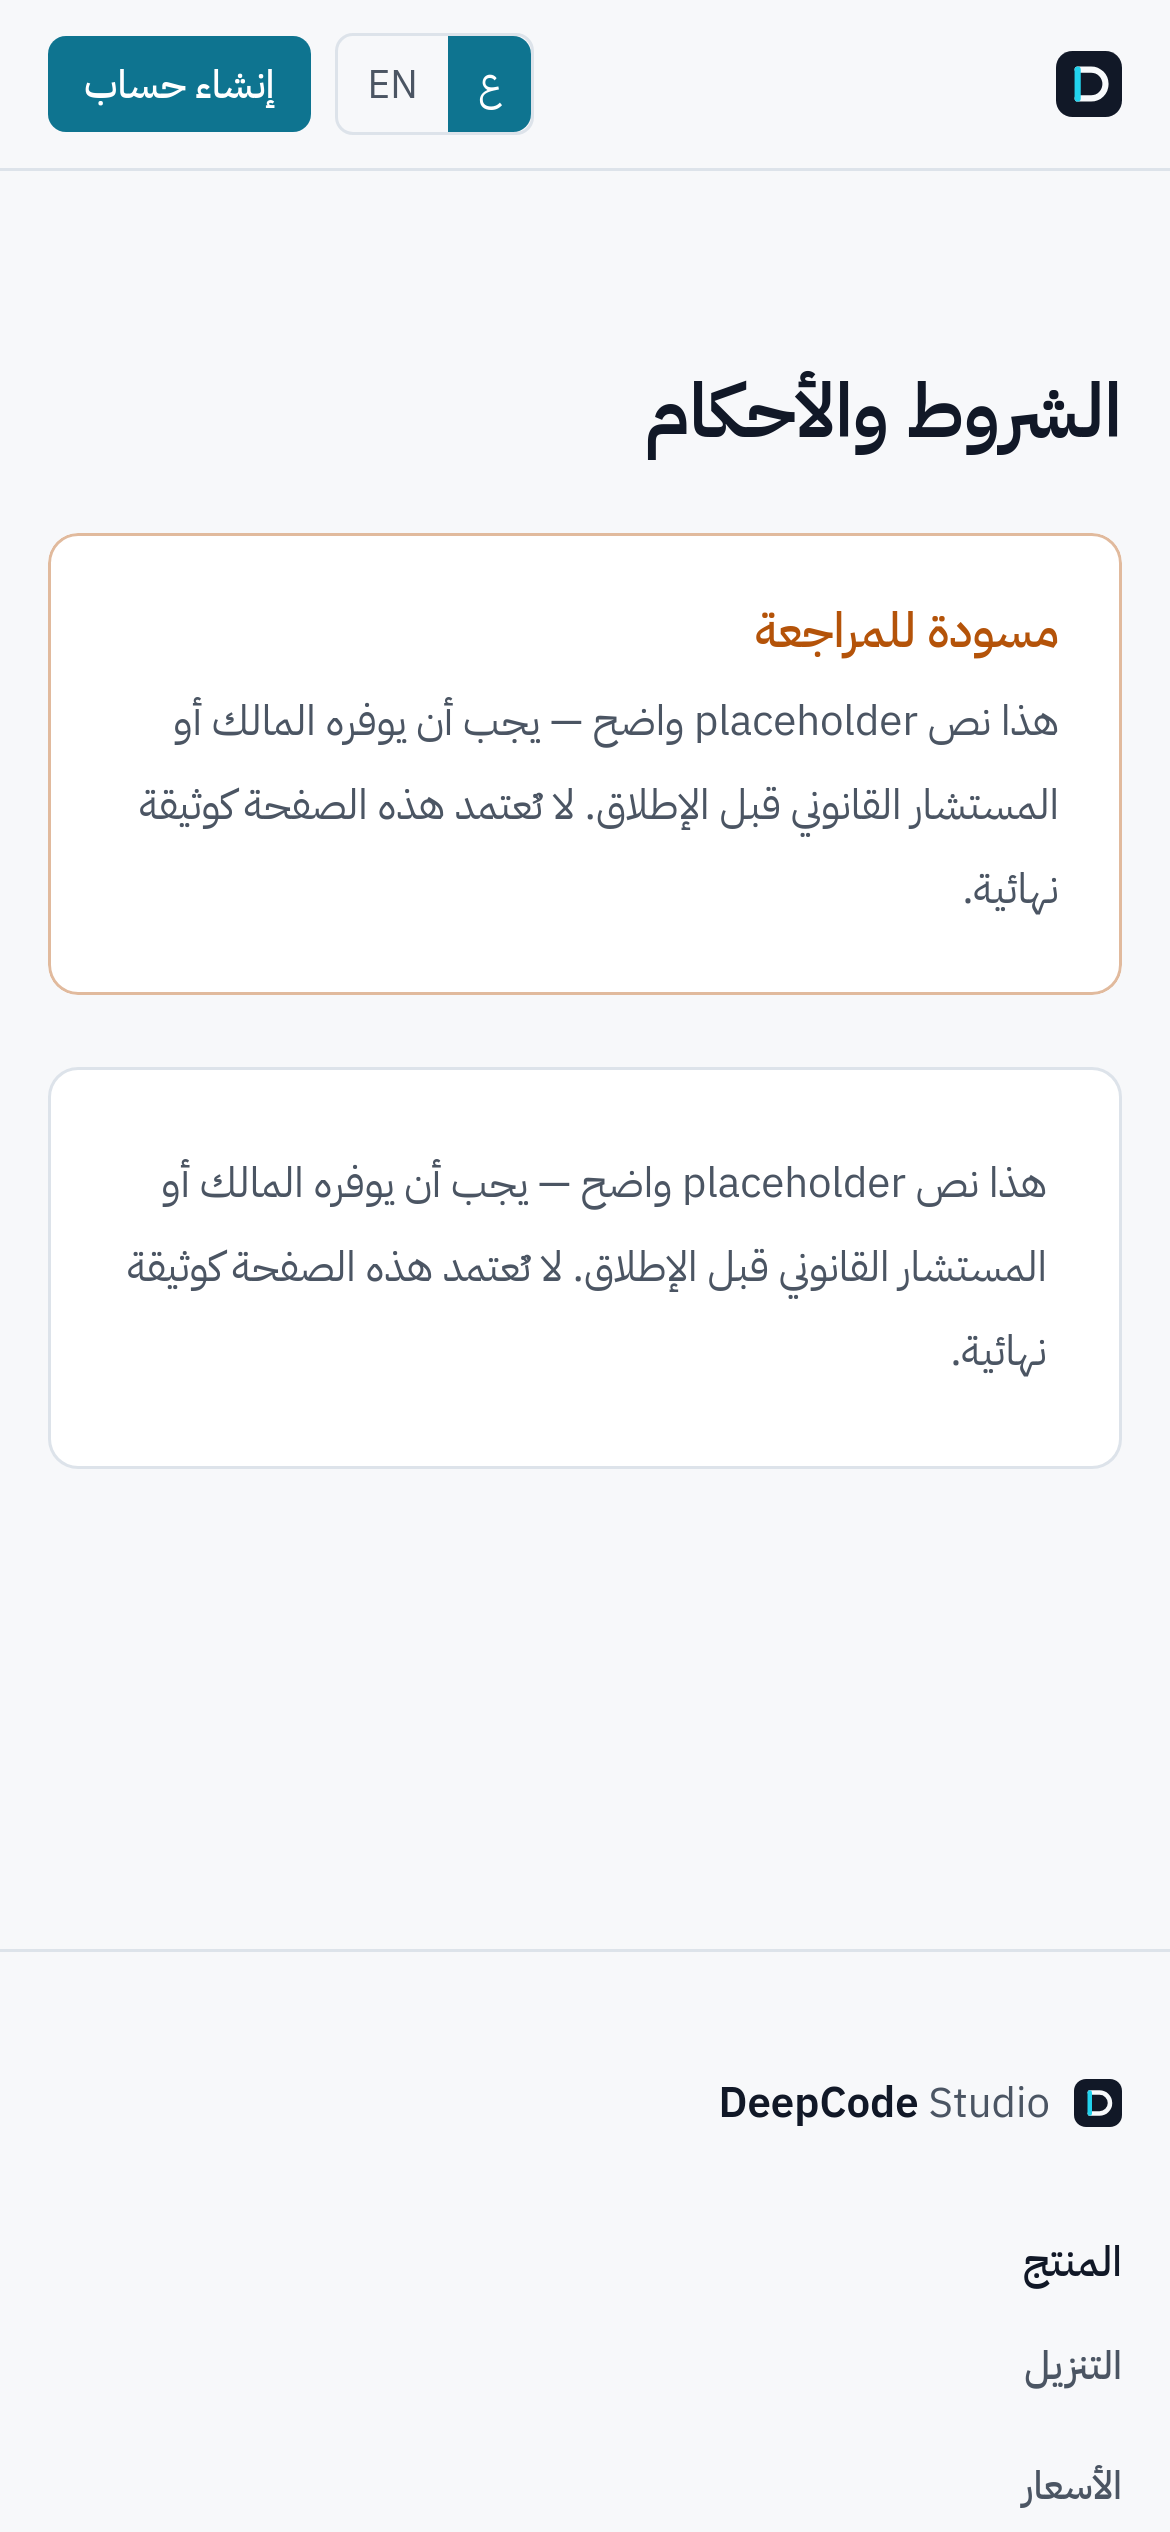 ع
EN
إنشاء حساب
الشروط والأحكام
مسودة للمراجعة
هذا نص placeholder واضح — يجب أن يوفره المالك أو
المستشار القانوني قبل الإطلاق. لا تُعتمد هذه الصفحة كوثيقة
نهائية.
هذا نص placeholder واضح — يجب أن يوفره المالك أو
المستشار القانوني قبل الإطلاق. لا تُعتمد هذه الصفحة كوثيقة
نهائية.
DeepCode Studio
المنتج
التنزيل
الأسعار